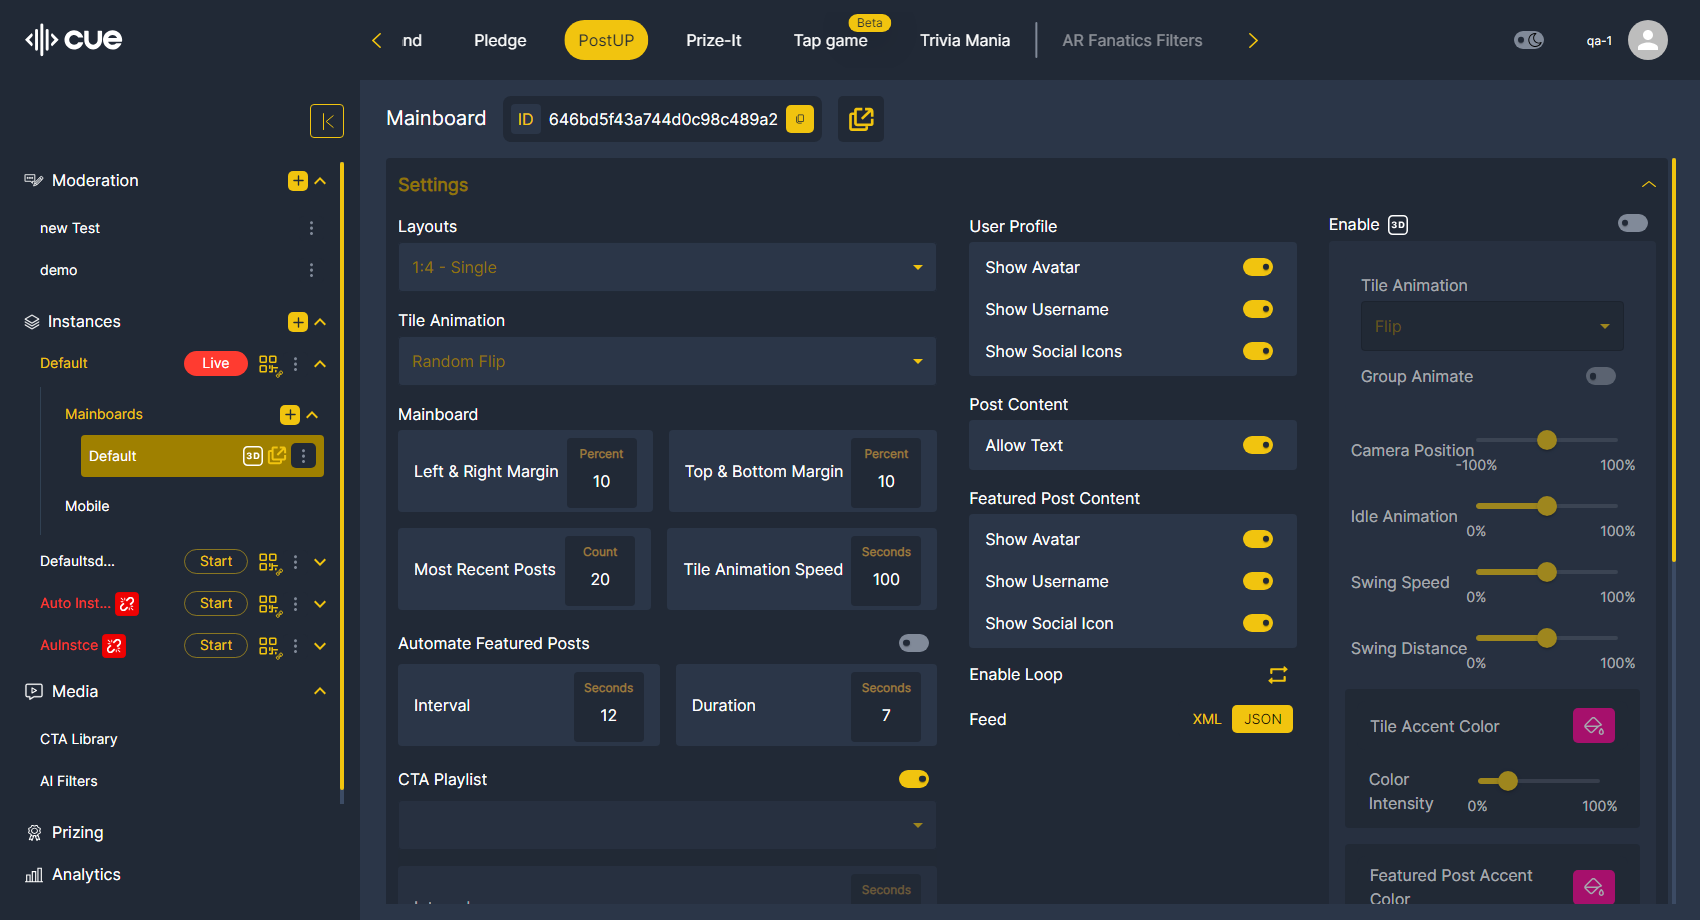 cue
Pledge
PostUP
Prize-It
Beta
Tap game
Trivia Mania
AR Fanatics Filters
qa-1
Mainboard
ID
646bd5f43a744d0c98c489a2
Moderation
new Test
demo
Instances
Default
Live
Mainboards
Default
3D
Mobile
Defaultsd...
Start
Auto Inst...
Start
AuInstce
Start
Media
CTA Library
AI Filters
Prizing
Analytics
Settings
Layouts
1:4 - Single
Tile Animation
Random Flip
Mainboard
Left & Right Margin
Percent
10
Top & Bottom Margin
Percent
10
Most Recent Posts
Count
20
Tile Animation Speed
Seconds
100
Automate Featured Posts
Interval
Seconds
12
Duration
Seconds
7
CTA Playlist
Seconds
User Profile
Show Avatar
Show Username
Show Social Icons
Post Content
Allow Text
Featured Post Content
Show Avatar
Show Username
Show Social Icon
Enable Loop
Feed
XML
JSON
Enable 3D
Tile Animation
Flip
Group Animate
Camera Position
-100%
100%
Idle Animation
0%
100%
Swing Speed
0%
100%
Swing Distance
0%
100%
Tile Accent Color
Color
Intensity
0%
100%
Featured Post Accent
Color